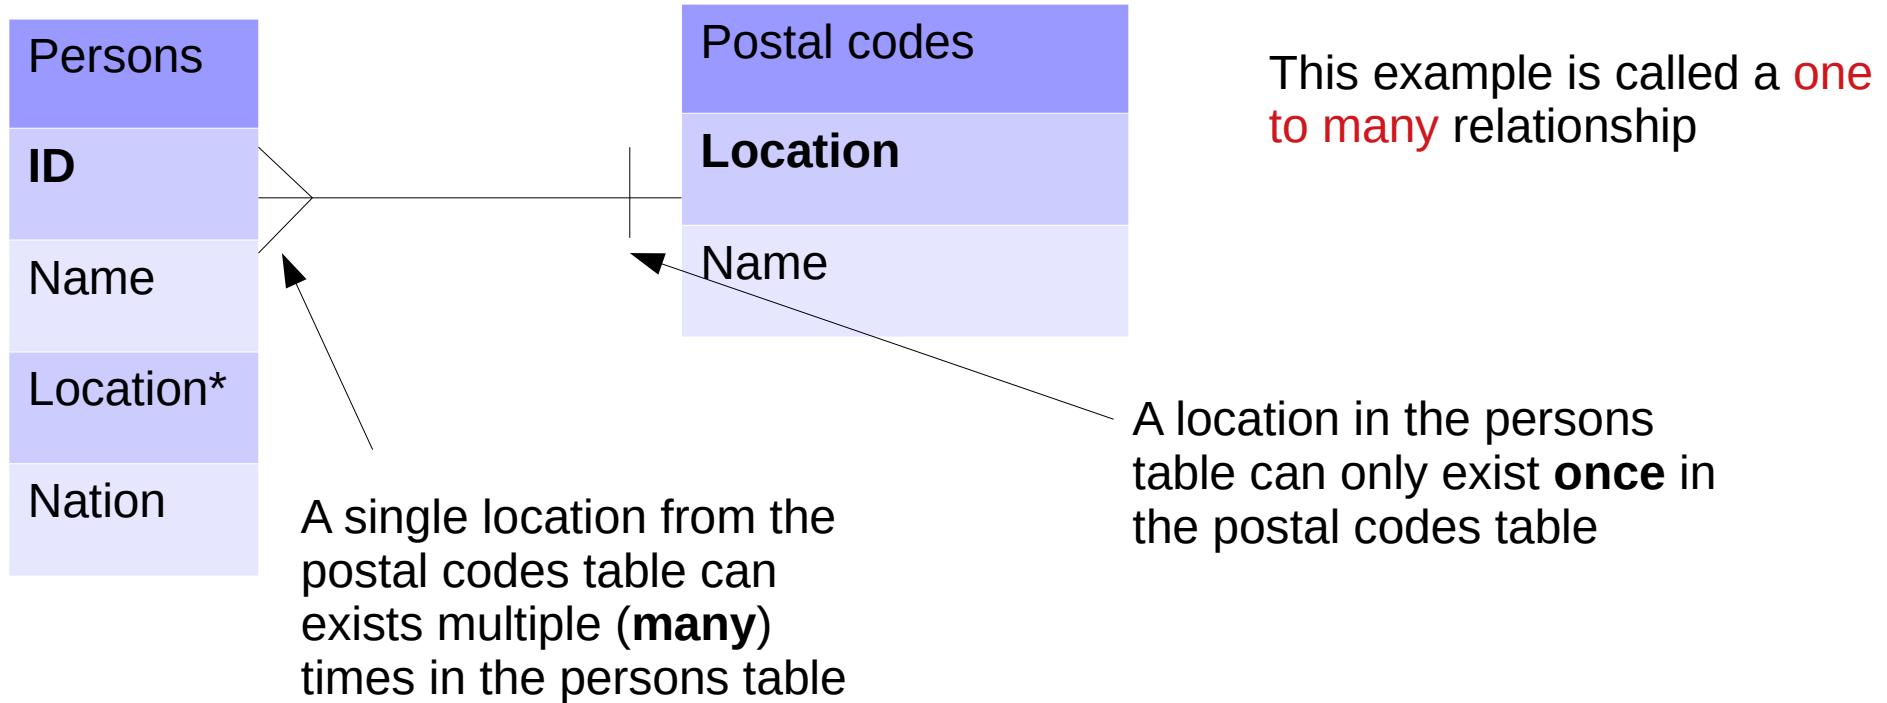 Persons
ID
Name
Location*
Nation
Postal codes
Location
Name
This example is called a one
to many relationship
A single location from the
postal codes table can
exists multiple (many)
times in the persons table
A location in the persons
table can only exist once in
the postal codes table